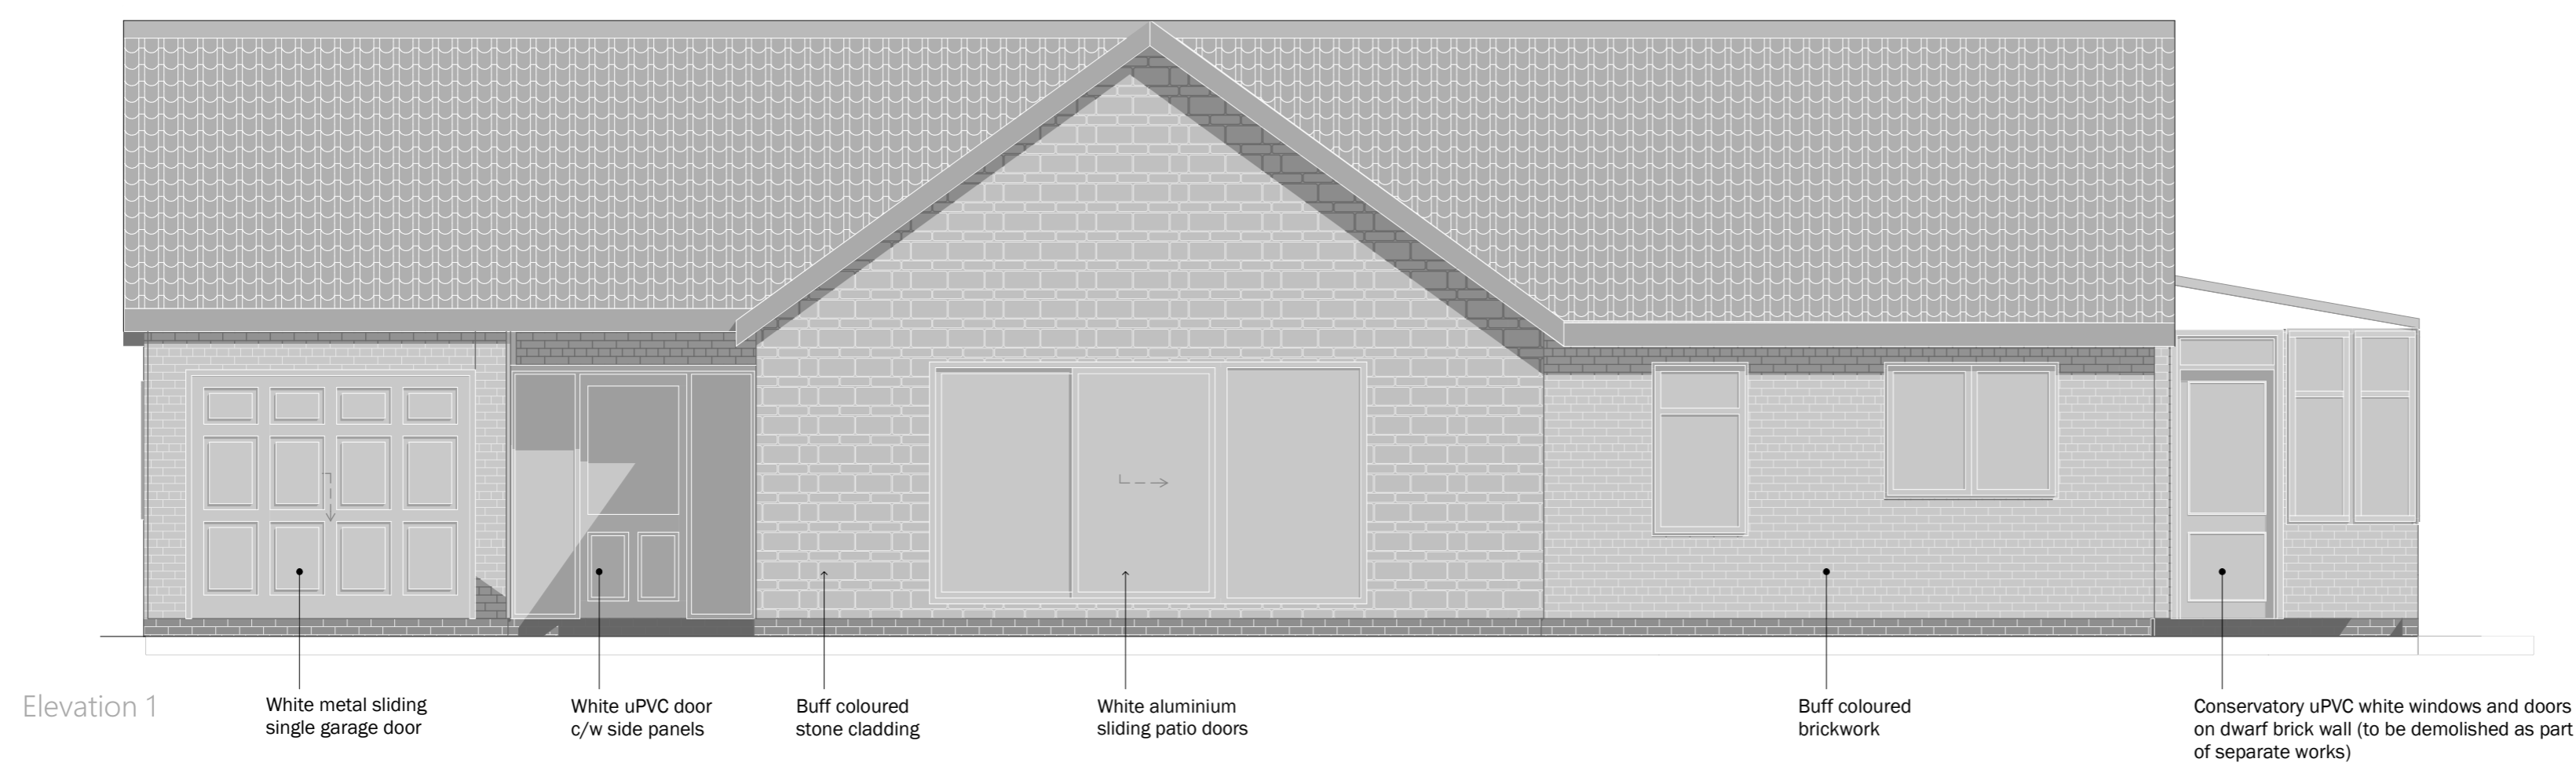 Elevation 1
White metal sliding
single garage door
White uPVC door
c/w side panels
Buff coloured
stone cladding
White aluminium
sliding patio doors
Buff coloured
brickwork
Conservatory uPVC white windows and doors
on dwarf brick wall (to be demolished as part
of separate works)